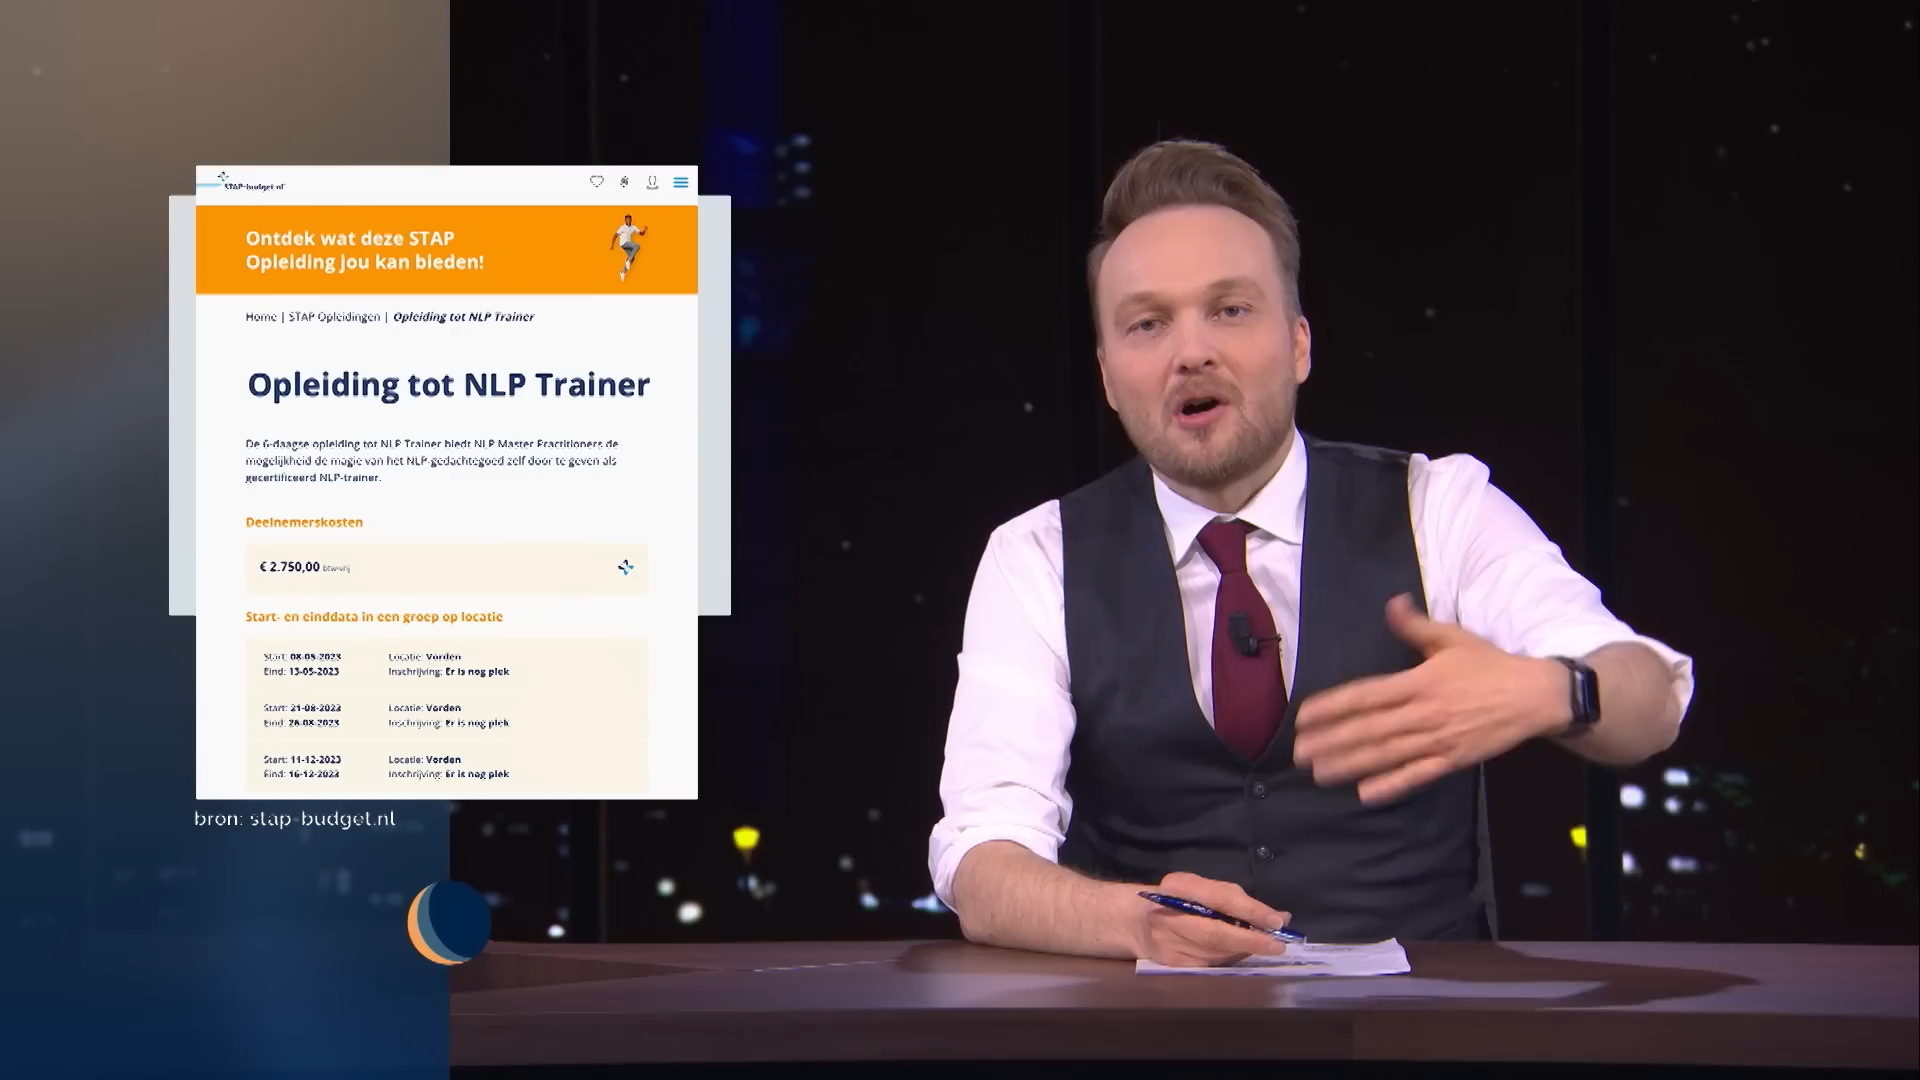 STAP-budget.nl
Ontdek wat deze STAP
Opleiding jou kan bieden!
Home | STAP Opleidingen | Opleiding tot NLP Trainer
Opleiding tot NLP Trainer
De 6-daagse opleiding tot NLP Trainer biedt NLP Master Practitioners de
mogelijkheid de magie van het NLP-gedachtegoed zelf door te geven als
gecertificeerd NLP-trainer.
Deelnemerskosten
€ 2.750,00 btw-vrij
Start- en einddata in een groep op locatie
Start: 08-05-2023 Locatie: Vorden
Eind: 13-05-2023 Inschrijving: Er is nog plek
Start: 21-08-2023 Locatie: Vorden
Eind: 26-08-2023 Inschrijving: Er is nog plek
Start: 11-12-2023 Locatie: Vorden
Eind: 16-12-2023 Inschrijving: Er is nog plek
bron: stap-budget.nl